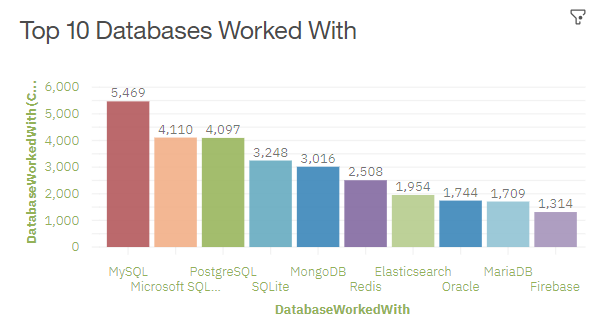 Top 10 Databases Worked With
DatabaseWorkedWith (C...
6,000
5,000
4,000
3,000
2,000
1,000
0
5,469
4,110
4,097
3,248
3,016
2,508
1,954
1,744
1,709
1,314
MySQL
Microsoft SQL...
PostgreSQL
SQLite
MongoDB
Redis
Elasticsearch
Oracle
MariaDB
Firebase
DatabaseWorkedWith